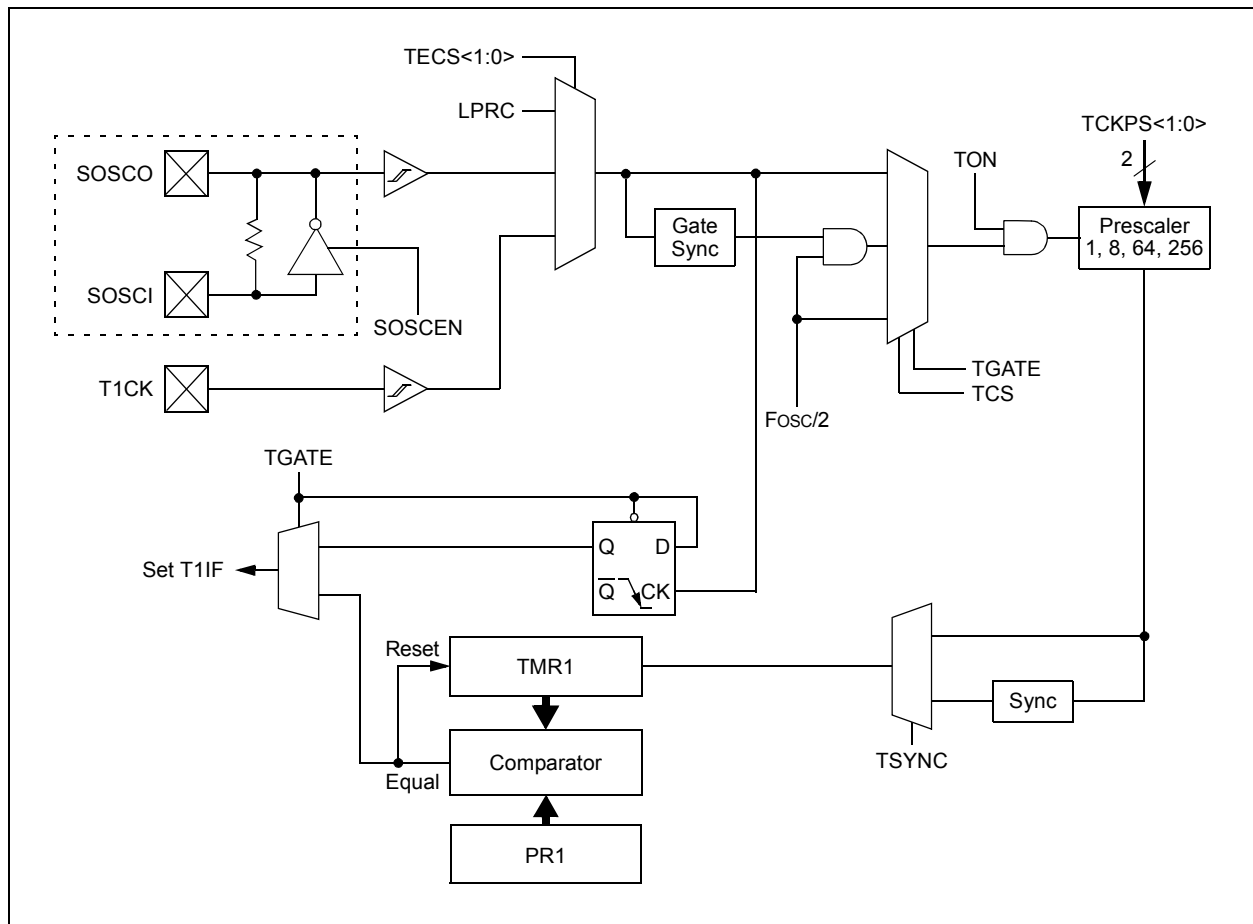 TECS<1:0>
LPRC
TCKPS<1:0>
SOSCO
TON
2
Gate
Sync
Prescaler
1, 8, 64, 256
SOSCI
SOSCEN
TGATE
T1CK
TCS
FOSC/2
TGATE
Q
D
Set T1IF
Q
CK
Reset
TMR1
Sync
Comparator
TSYNC
Equal
PR1